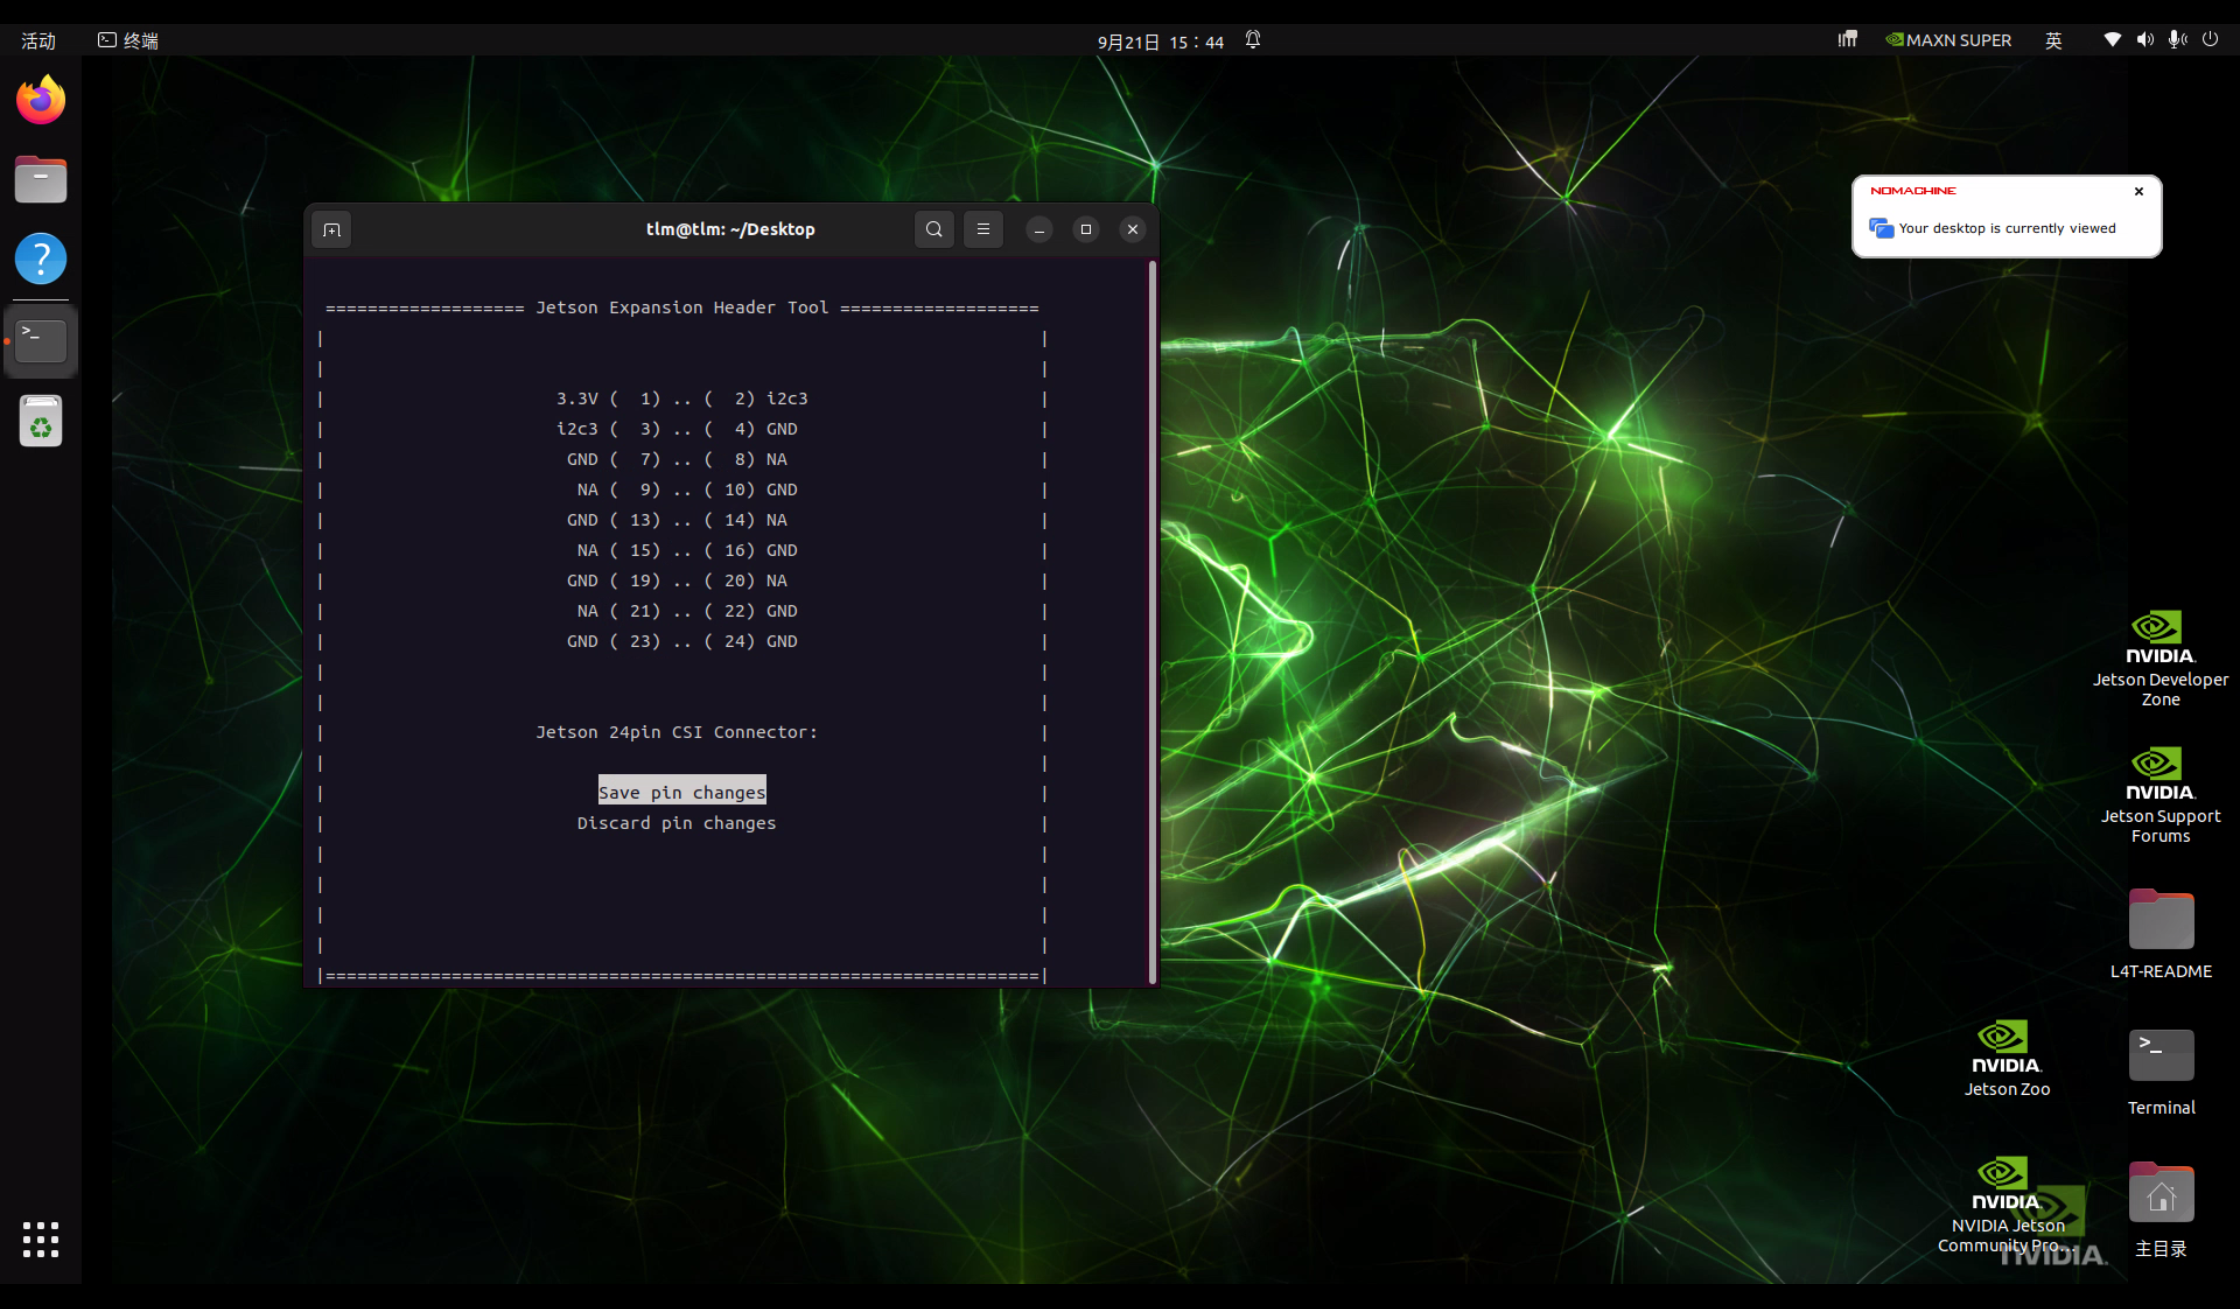 活动
终端
9月21日 15：44
MAXN SUPER
英
tlm@tlm: ~/Desktop
=================== Jetson Expansion Header Tool ===================
3.3V (  1) .. (  2) i2c3
i2c3 (  3) .. (  4) GND
GND (  7) .. (  8) NA
NA (  9) .. ( 10) GND
GND ( 13) .. ( 14) NA
NA ( 15) .. ( 16) GND
GND ( 19) .. ( 20) NA
NA ( 21) .. ( 22) GND
GND ( 23) .. ( 24) GND
Jetson 24pin CSI Connector:
Save pin changes
Discard pin changes
|====================================================================|
NOMACHINE
Your desktop is currently viewed
NVIDIA.
Jetson Developer
Zone
NVIDIA.
Jetson Support
Forums
L4T-README
NVIDIA.
Jetson Zoo
Terminal
NVIDIA.
NVIDIA Jetson
Community Pro...
NVIDIA.
主目录